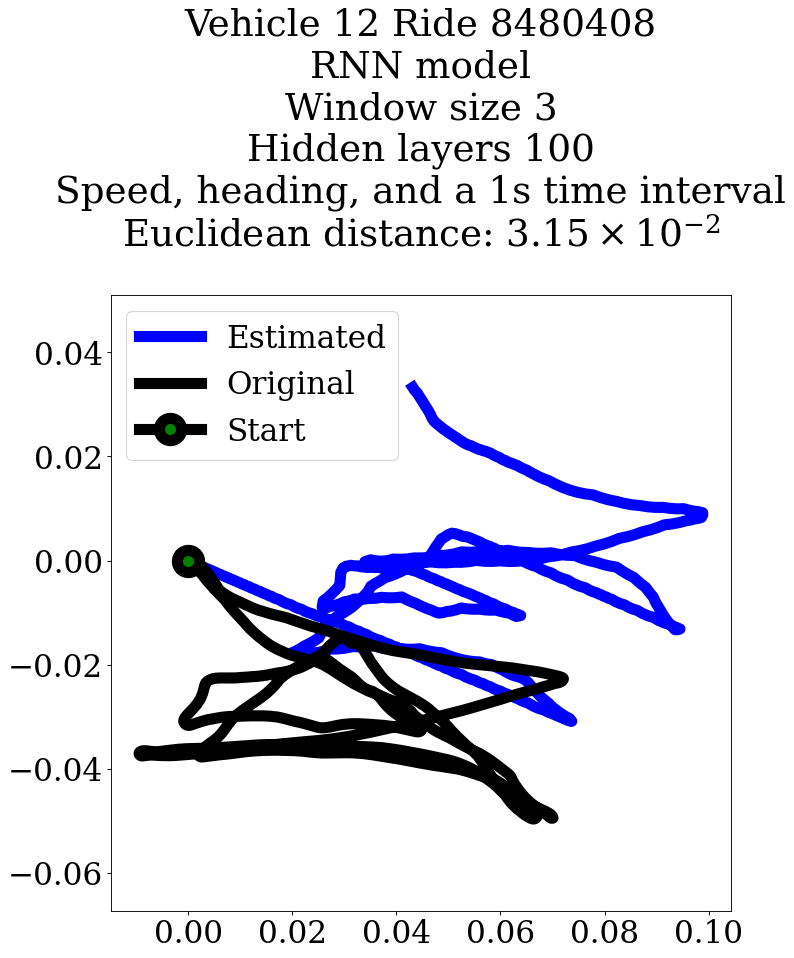 Vehicle 12 Ride 8480408
RNN model
Window size 3
Hidden layers 100
Speed, heading, and a 1s time interval
Euclidean distance: 3.15 × 10⁻²
Estimated
Original
Start
0.04
0.02
0.00
−0.02
−0.04
−0.06
0.00 0.02 0.04 0.06 0.08 0.10